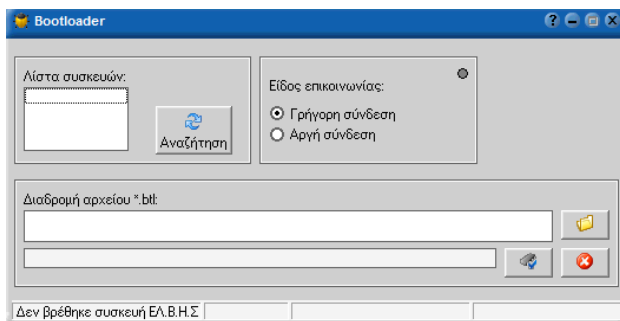 Bootloader
Λίστα συσκευών:
Αναζήτηση
Είδος επικοινωνίας:
Γρήγορη σύνδεση
Αργή σύνδεση
Διαδρομή αρχείου *.btl:
Δεν βρέθηκε συσκευή ΕΛ.Β.Η.Σ